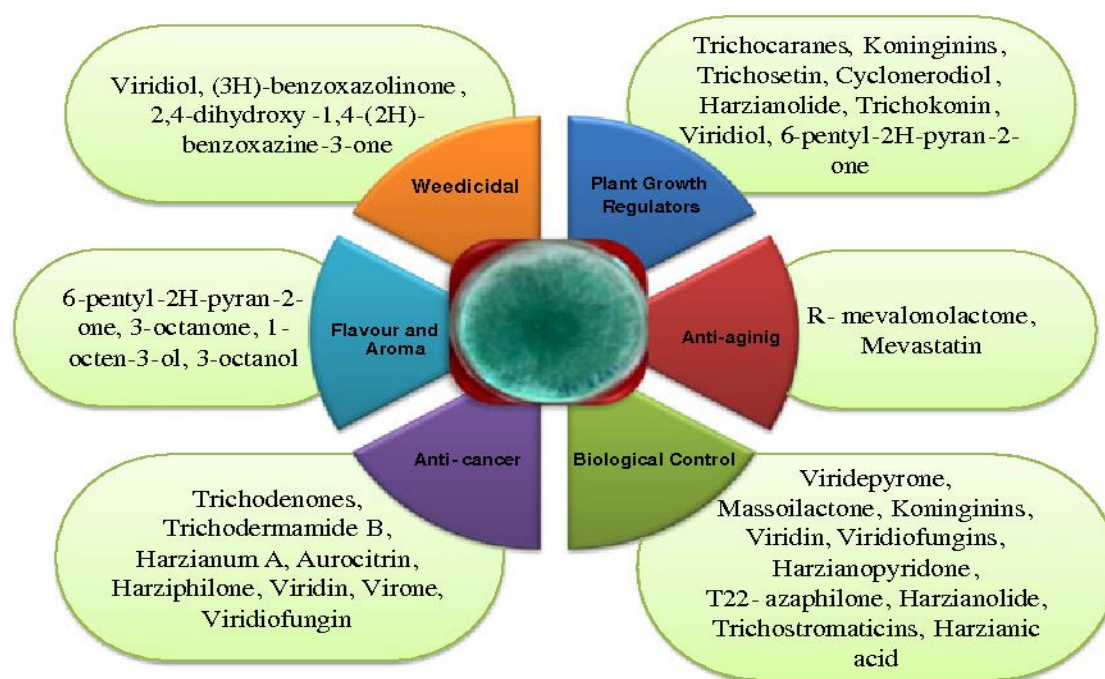 Viridiol, (3H)-benzoxazolinone,
2,4-dihydroxy -1,4-(2H)-
benzoxazine-3-one
Weedicidal
Trichocaranes, Koninginins,
Trichosetin, Cyclonerodiol,
Harzianolide, Trichokonin,
Viridiol, 6-pentyl-2H-pyran-2-
one
Plant Growth
Regulators
6-pentyl-2H-pyran-2-
one, 3-octanone, 1-
octen-3-ol, 3-octanol
Flavour and
Aroma
Anti-aginig
R- mevalonolactone,
Mevastatin
Anti- cancer
Trichodenones,
Trichodermamide B,
Harzianum A, Aurocitrin,
Harziphilone, Viridin, Virone,
Viridiofungin
Biological Control
Viridepyrone,
Massoilactone, Koninginins,
Viridin, Viridiofungins,
Harzianopyridone,
T22- azaphilone, Harzianolide,
Trichostromaticins, Harzianic
acid